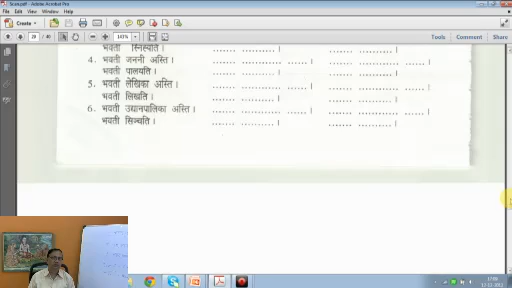 Scan.pdf - Adobe Acrobat Pro
File Edit View Window Help
Create
Tools Comment Share
भवती स्निह्यति । ....... .......... । ....... .......... ।
4. भवती जननी अस्ति । ....... .......... ...... । ....... ........... ....... ।
भवती पालयति । ....... .......... । ....... .......... ।
5. भवती लेखिका अस्ति । ....... .......... ...... । ....... ........... ....... ।
भवती लिखति । ....... .......... । ....... .......... ।
6. भवती उद्यानपालिका अस्ति । ....... .......... ...... । ....... ........... ....... ।
भवती सिञ्चति । ....... .......... । ....... .......... ।